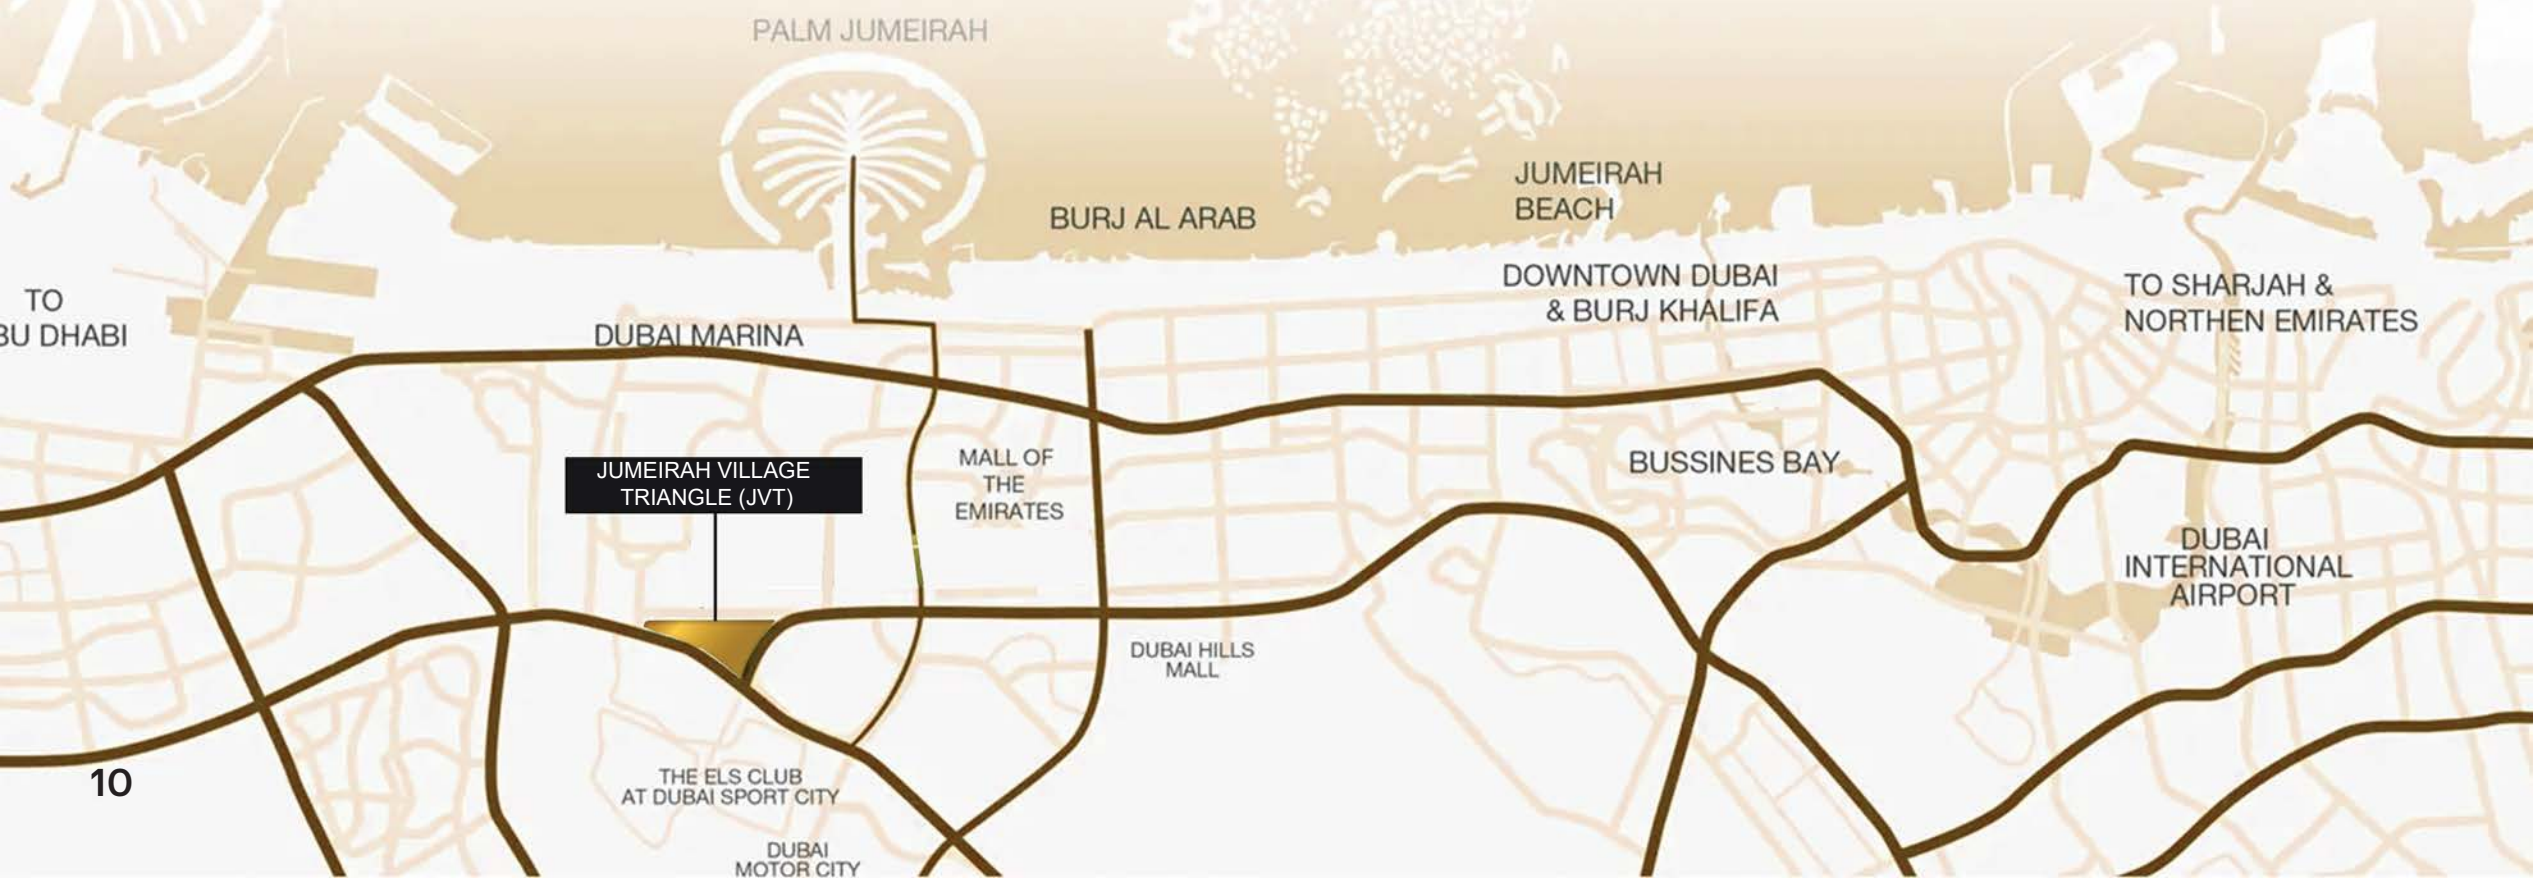 PALM JUMEIRAH
JUMEIRAH
BEACH
BURJ AL ARAB
DOWNTOWN DUBAI
& BURJ KHALIFA
TO SHARJAH &
NORTHEN EMIRATES
TO
BU DHABI
DUBAI MARINA
MALL OF
THE
EMIRATES
BUSSINES BAY
JUMEIRAH VILLAGE
TRIANGLE (JVT)
DUBAI
INTERNATIONAL
AIRPORT
DUBAI HILLS
MALL
10
THE ELS CLUB
AT DUBAI SPORT CITY
DUBAI
MOTOR CITY